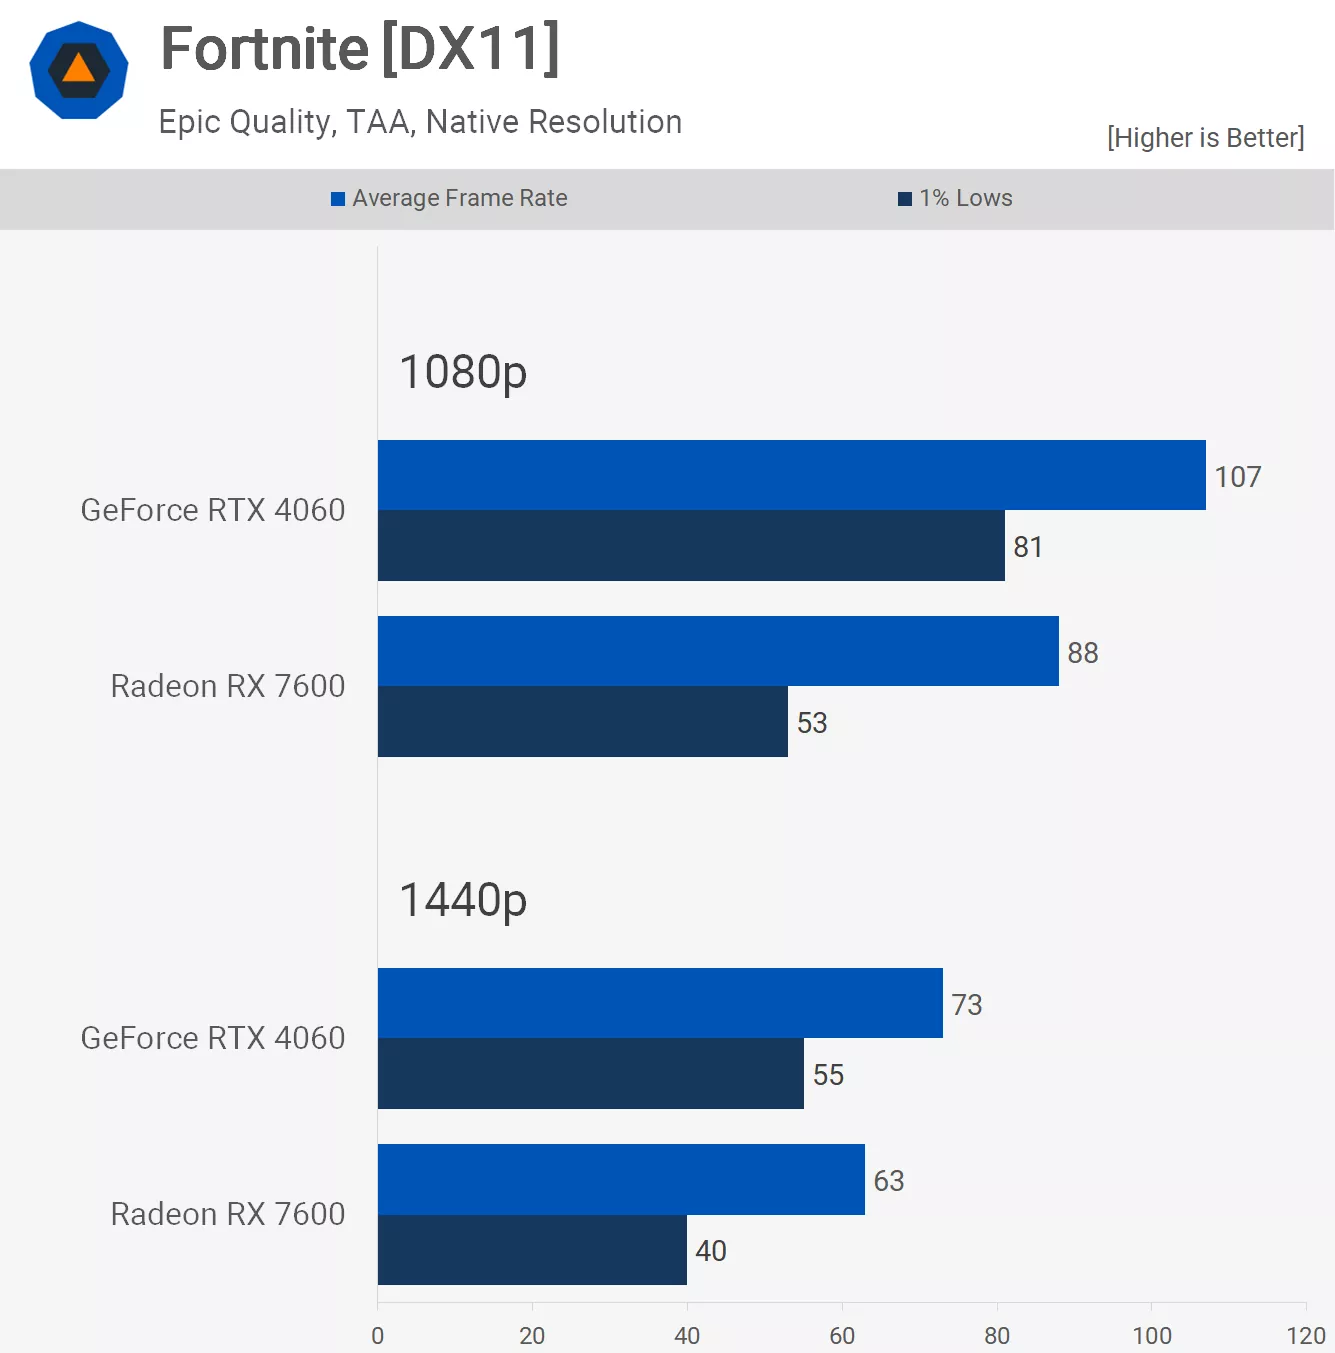 Fortnite [DX11]
Epic Quality, TAA, Native Resolution
[Higher is Better]
Average Frame Rate 1% Lows
1080p
GeForce RTX 4060
107
81
Radeon RX 7600
88
53
1440p
GeForce RTX 4060
73
55
Radeon RX 7600
63
40
0 20 40 60 80 100 120